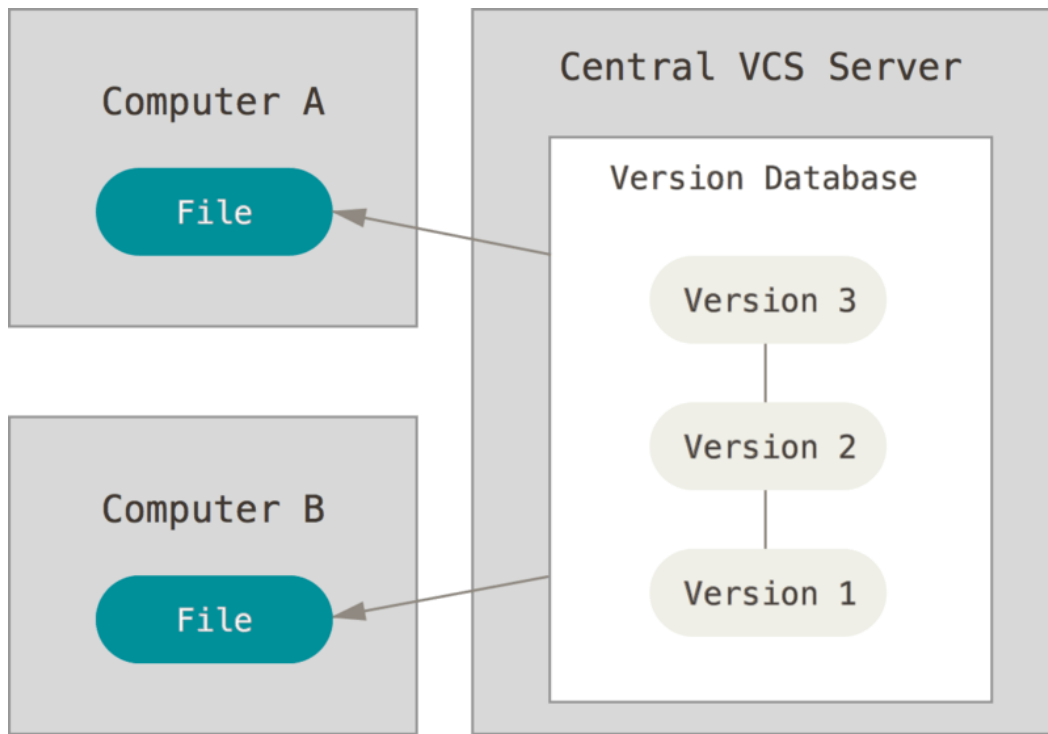 Computer A
File
Computer B
File
Central VCS Server
Version Database
Version 3
Version 2
Version 1